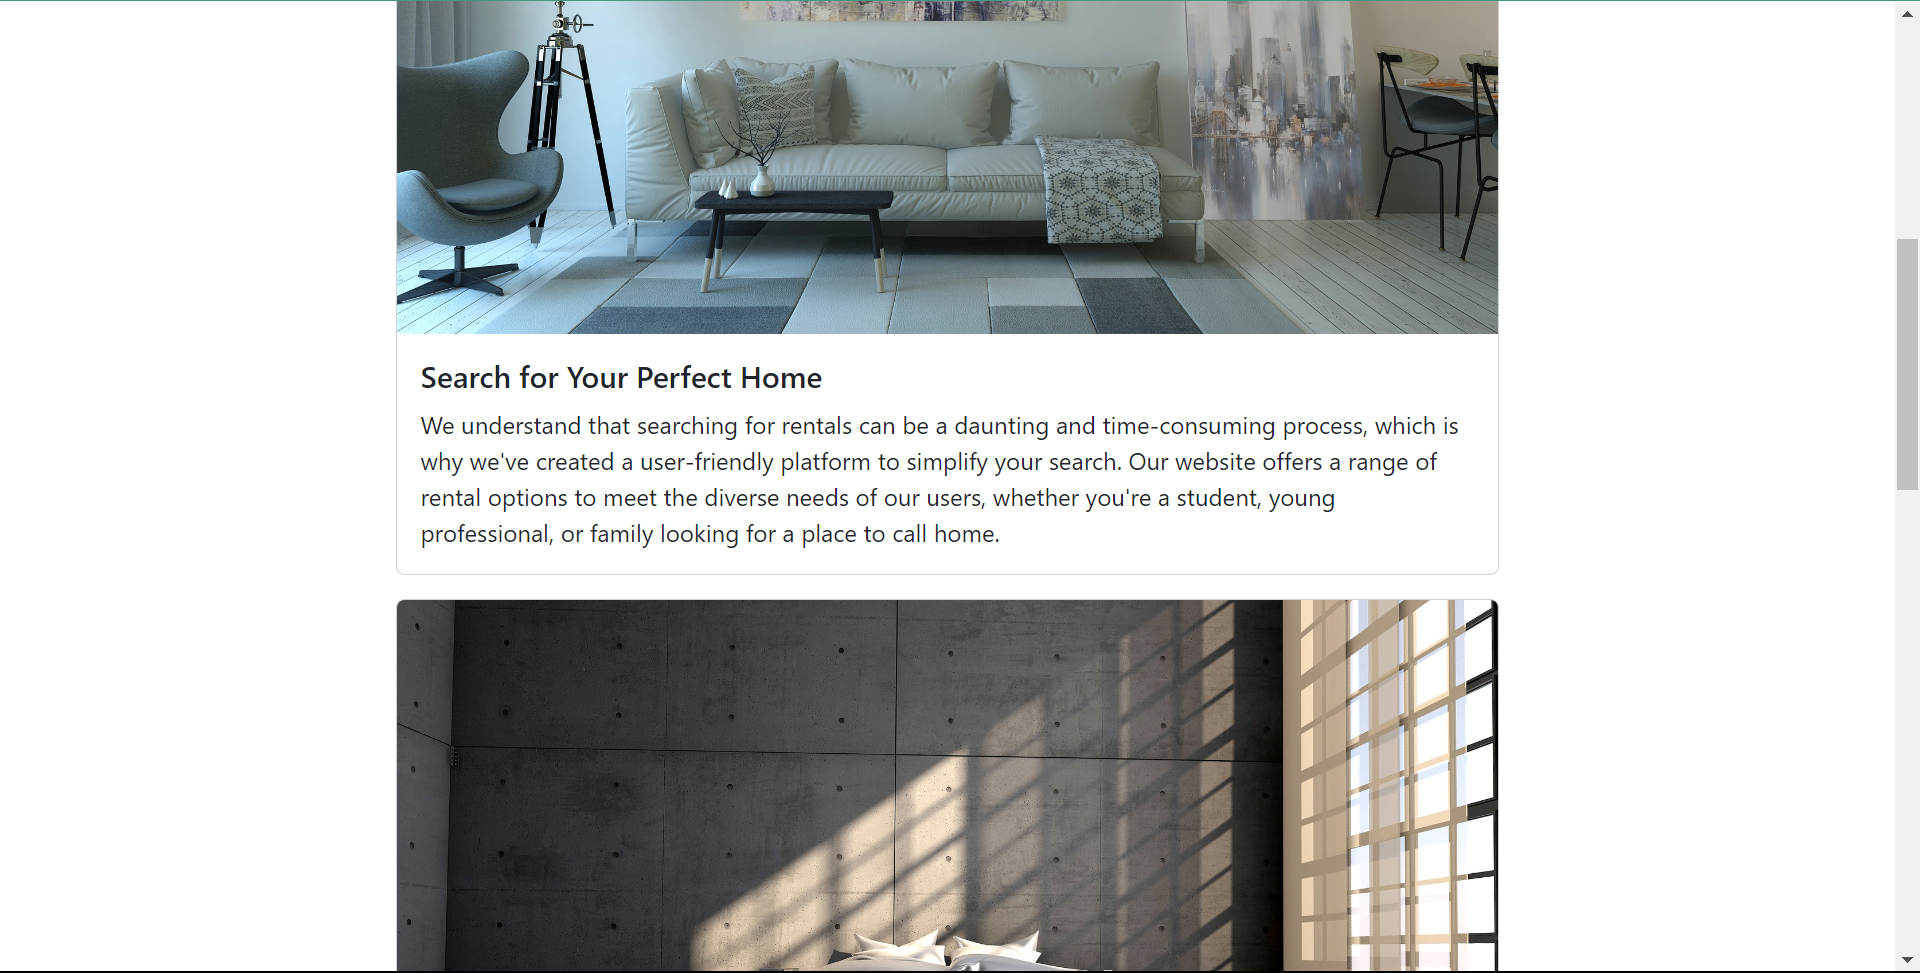 Search for Your Perfect Home
We understand that searching for rentals can be a daunting and time-consuming process, which is
why we've created a user-friendly platform to simplify your search. Our website offers a range of
rental options to meet the diverse needs of our users, whether you're a student, young
professional, or family looking for a place to call home.